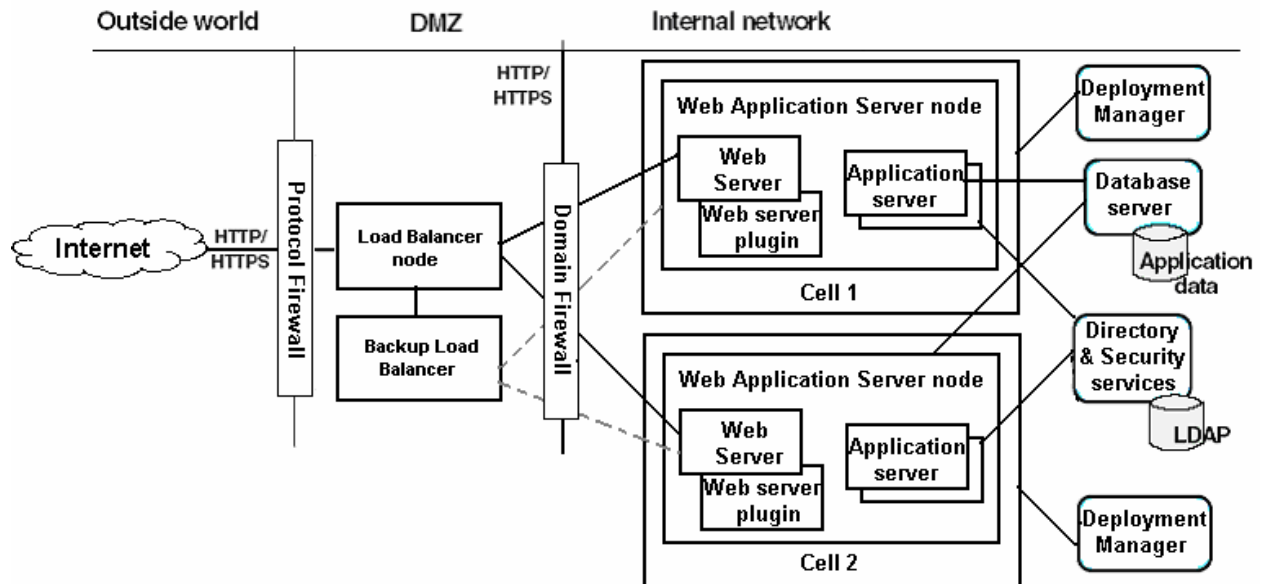 Outside world
DMZ
Internal network
HTTP/
HTTPS
Internet
HTTP/
HTTPS
Protocol Firewall
Load Balancer
node
Backup Load
Balancer
Domain Firewall
Web Application Server node
Web
Server
Web server
plugin
Application
server
Cell 1
Web Application Server node
Web
Server
Web server
plugin
Application
server
Cell 2
Deployment
Manager
Database
server
Application
data
Directory
& Security
services
LDAP
Deployment
Manager